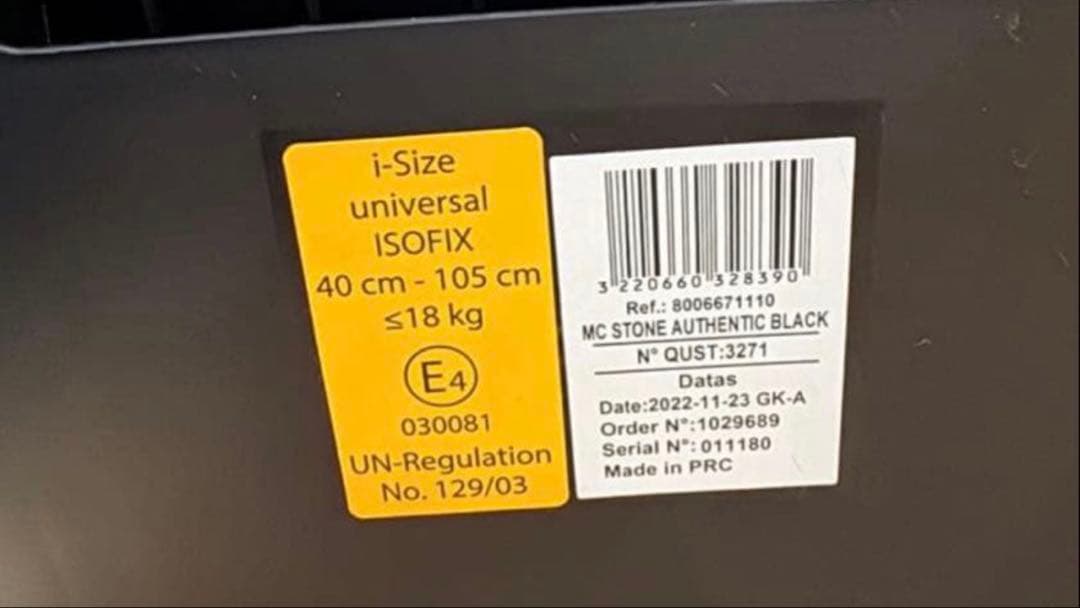 i-Size
universal
ISOFIX
40 cm - 105 cm
≤18 kg
E4
030081
UN-Regulation
No. 129/03
3 220660 328390
Ref.: 8006671110
MC STONE AUTHENTIC BLACK
N° QUST:3271
Datas
Date:2022-11-23 GK-A
Order N°:1029689
Serial N°: 011180
Made in PRC